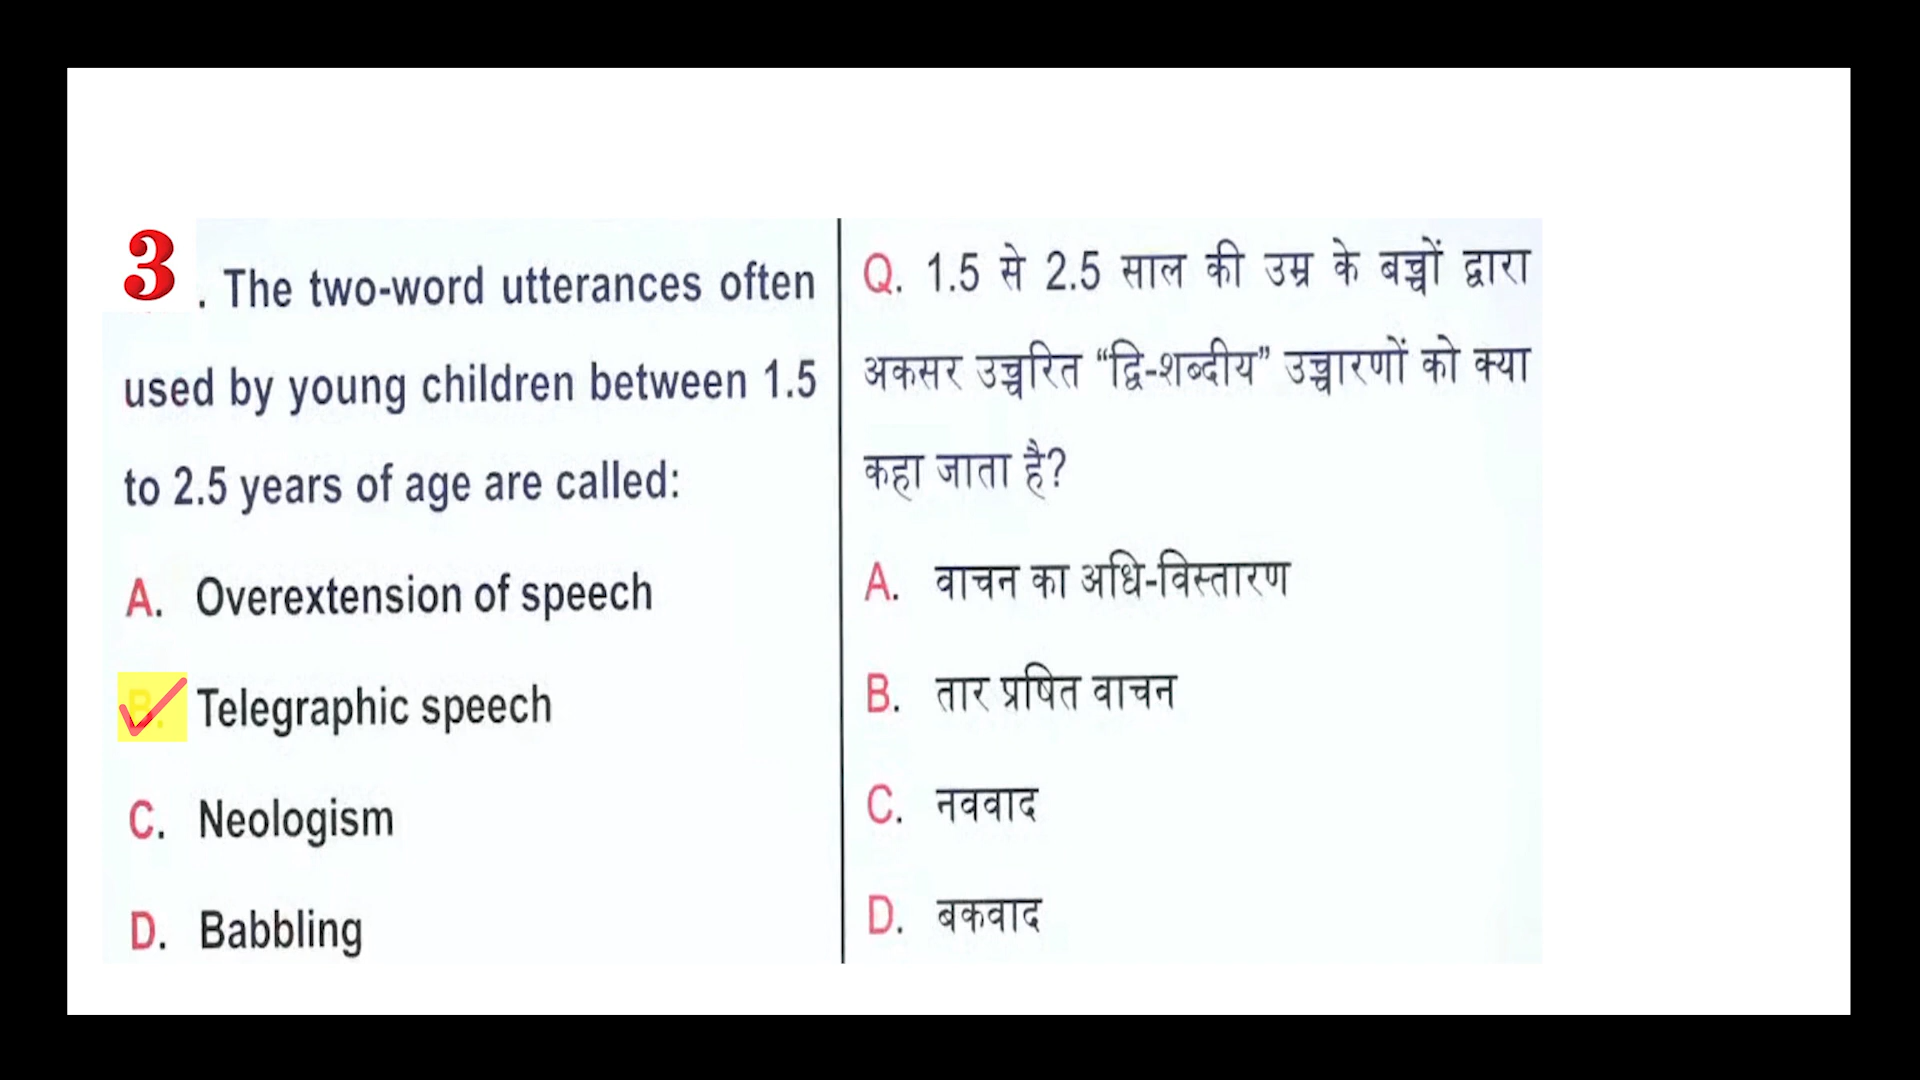 3. The two-word utterances often
used by young children between 1.5
to 2.5 years of age are called:
A. Overextension of speech
B. Telegraphic speech
C. Neologism
D. Babbling
Q. 1.5 से 2.5 साल की उम्र के बच्चों द्वारा
अकसर उच्चरित “द्वि-शब्दीय” उच्चारणों को क्या
कहा जाता है?
A. वाचन का अधि-विस्तारण
B. तार प्रषित वाचन
C. नववाद
D. बकवाद